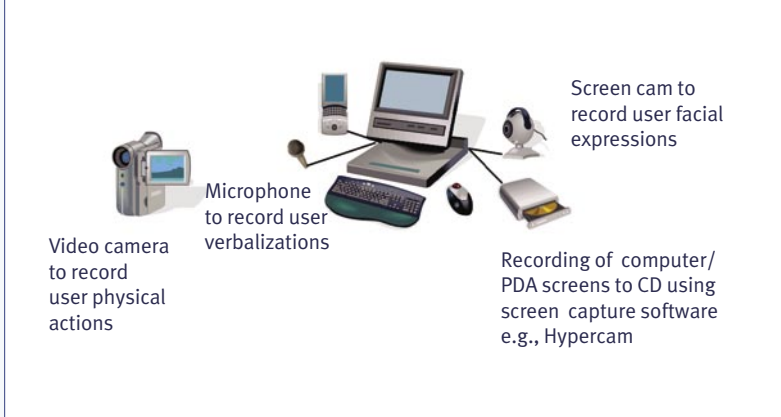 Screen cam to
record user facial
expressions
Microphone
to record user
verbalizations
Video camera
to record
user physical
actions
Recording of computer/
PDA screens to CD using
screen capture software
e.g., Hypercam